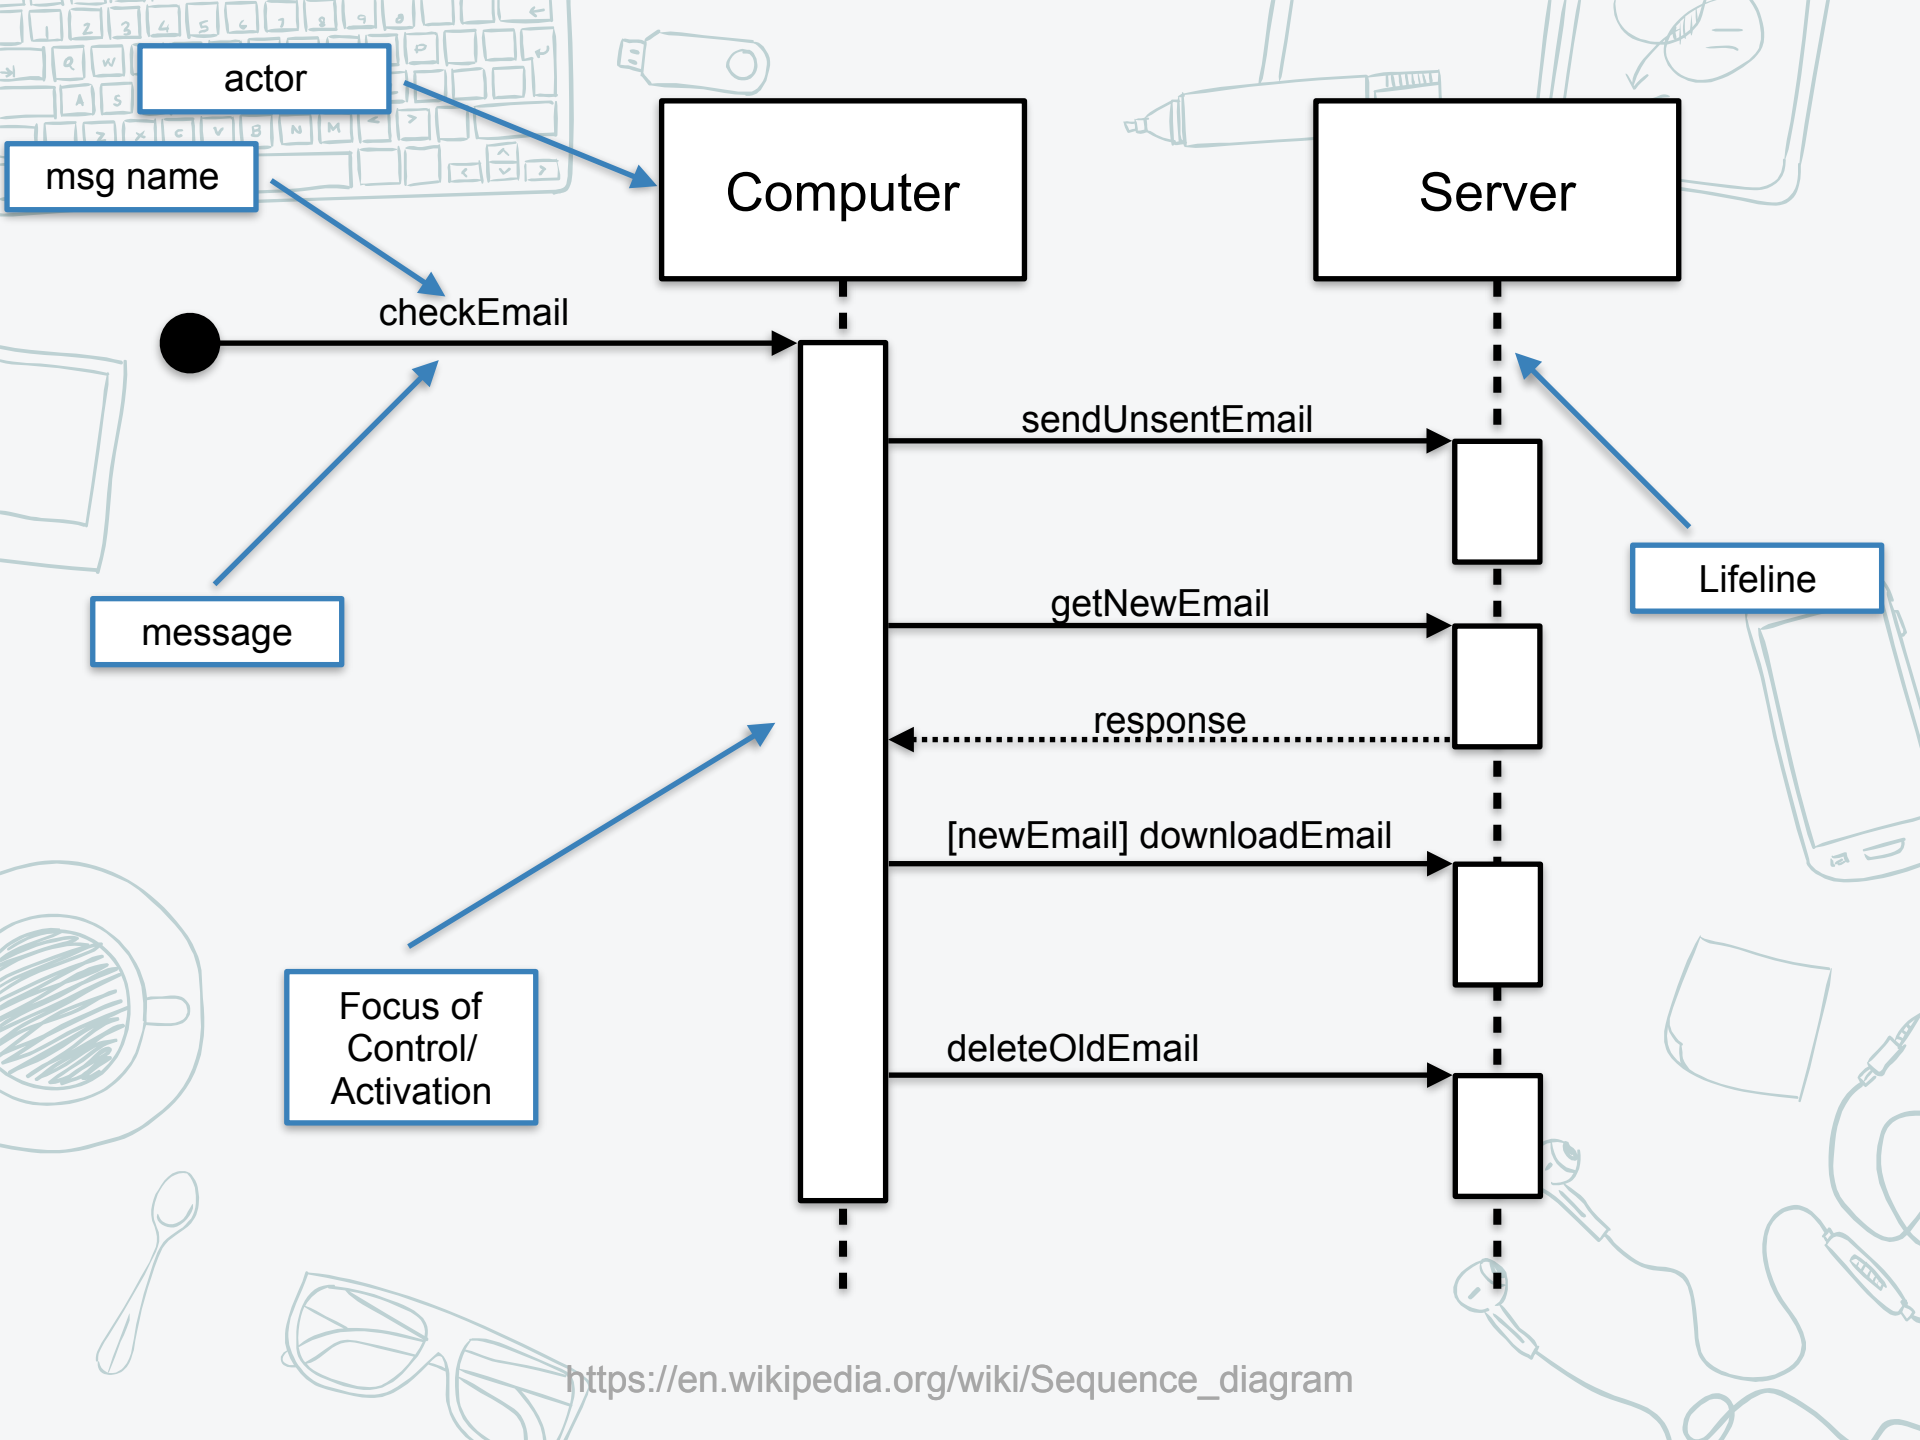 actor
msg name
Computer
Server
checkEmail
sendUnsentEmail
Lifeline
getNewEmail
message
response
[newEmail] downloadEmail
Focus of
Control/
Activation
deleteOldEmail
https://en.wikipedia.org/wiki/Sequence_diagram